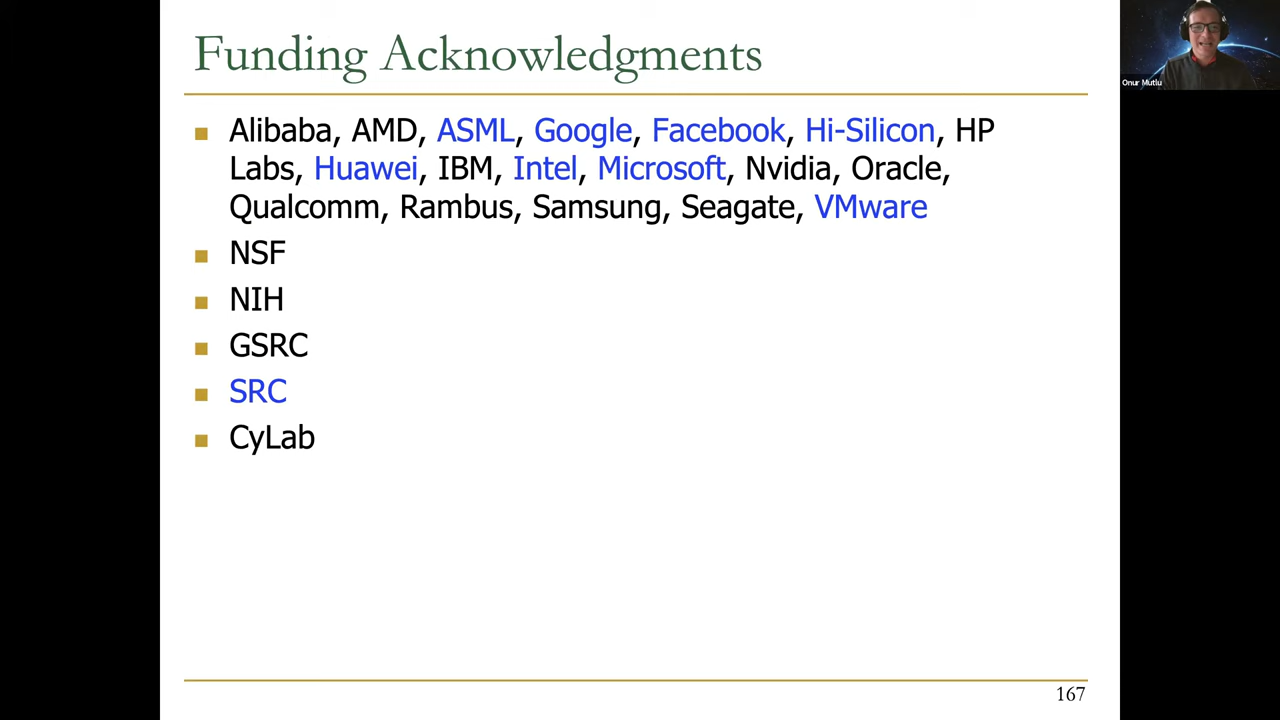 Funding Acknowledgments
Onur Mutlu
Alibaba, AMD, ASML, Google, Facebook, Hi-Silicon, HP
Labs, Huawei, IBM, Intel, Microsoft, Nvidia, Oracle,
Qualcomm, Rambus, Samsung, Seagate, VMware
NSF
NIH
GSRC
SRC
CyLab
167